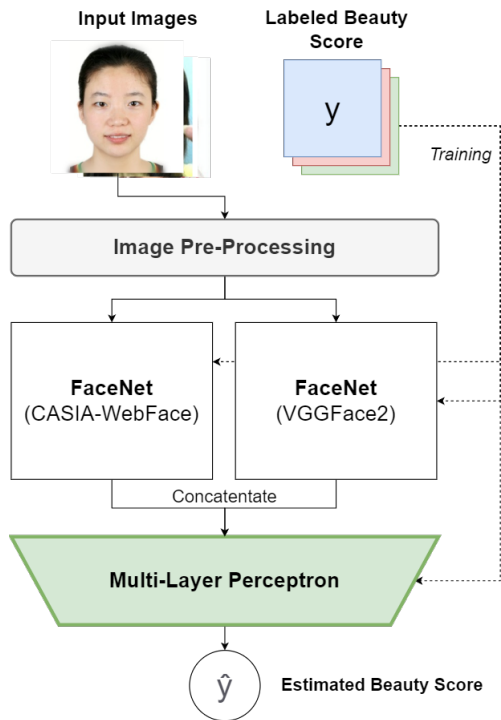 Input Images
Labeled Beauty
Score
y
Training
Image Pre-Processing
FaceNet
(CASIA-WebFace)
FaceNet
(VGGFace2)
Concatentate
Multi-Layer Perceptron
ŷ
Estimated Beauty Score